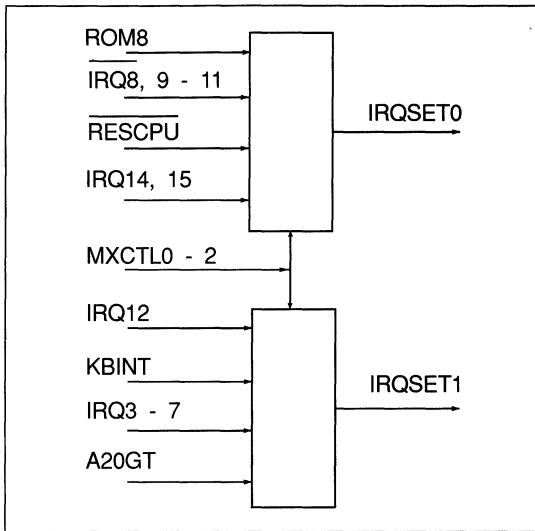 ROM8
IRQ8, 9 - 11
IRQSET0
RESCPU
IRQ14, 15
MXCTL0 - 2
IRQ12
KBINT
IRQSET1
IRQ3 - 7
A20GT